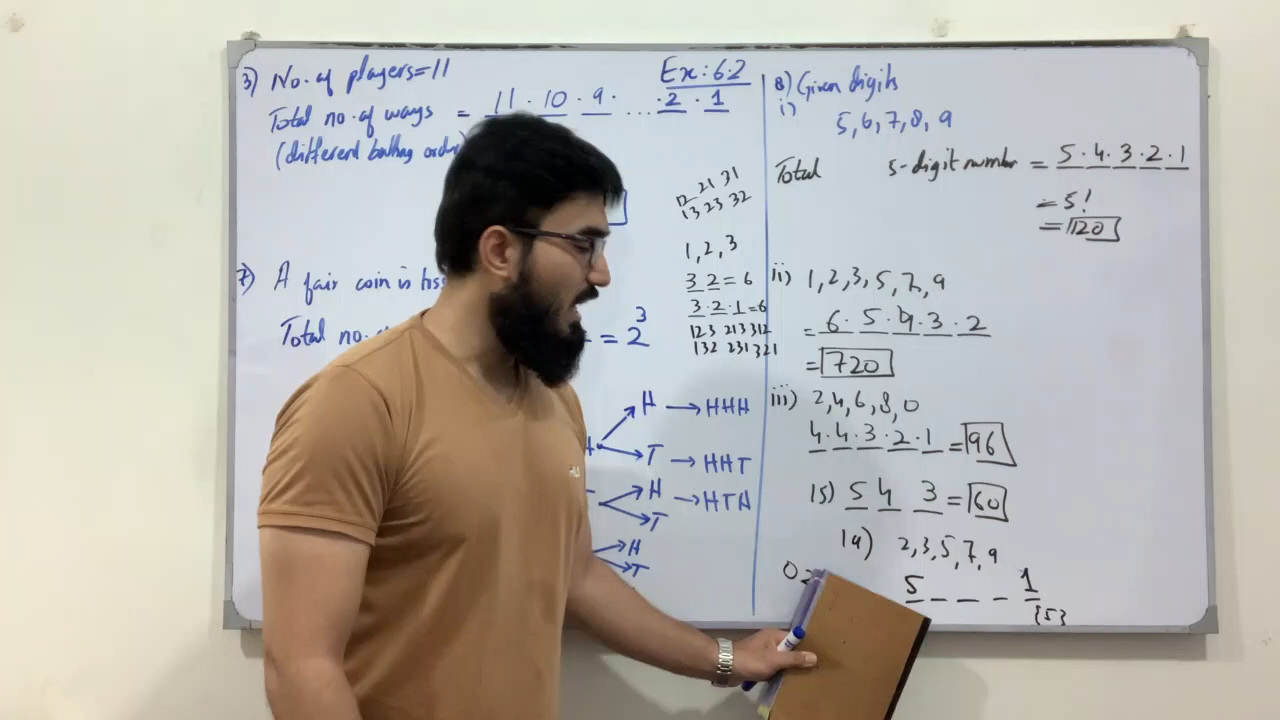 3) No. of players = 11
Total no. of ways = 11 · 10 · 9 · ... · 2 · 1
(different batting
7) A fair coin is
Total no. = 2³
H → HHH
T → HHT
H → HTH
T
H
T
Ex: 6.2
12 21 31
13 23 32
1, 2, 3
3 2 = 6
3 · 2 · 1 = 6
123 213 312
132 231 321
8) Given digits
i) 5, 6, 7, 8, 9
Total 5-digit number = 5 · 4 · 3 · 2 · 1
= 5!
= 120
ii) 1, 2, 3, 5, 7, 9
= 6 · 5 · 4 · 3 · 2
= 720
iii) 2, 4, 6, 8, 0
4 · 4 · 3 · 2 · 1 = 96
15) 5 4 3 = 60
14) 2, 3, 5, 7, 9
02
5 _ _ _ 1
{5}